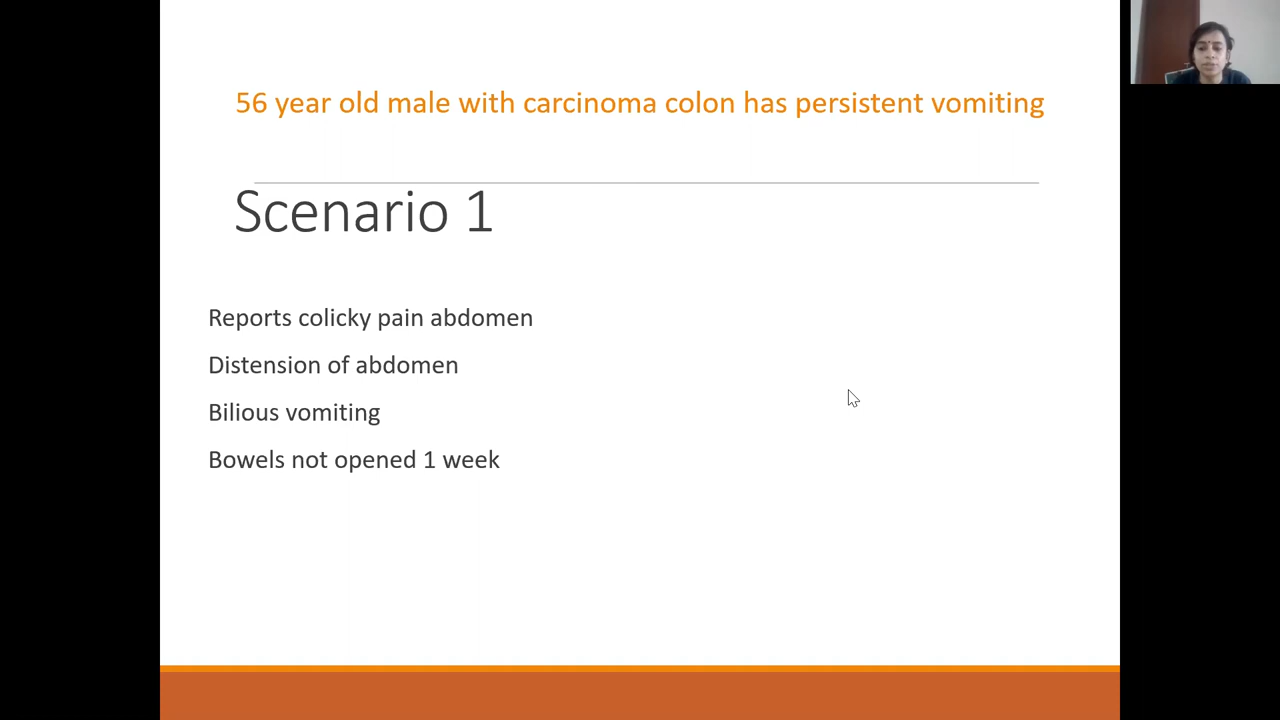 56 year old male with carcinoma colon has persistent vomiting
Scenario 1
Reports colicky pain abdomen
Distension of abdomen
Bilious vomiting
Bowels not opened 1 week